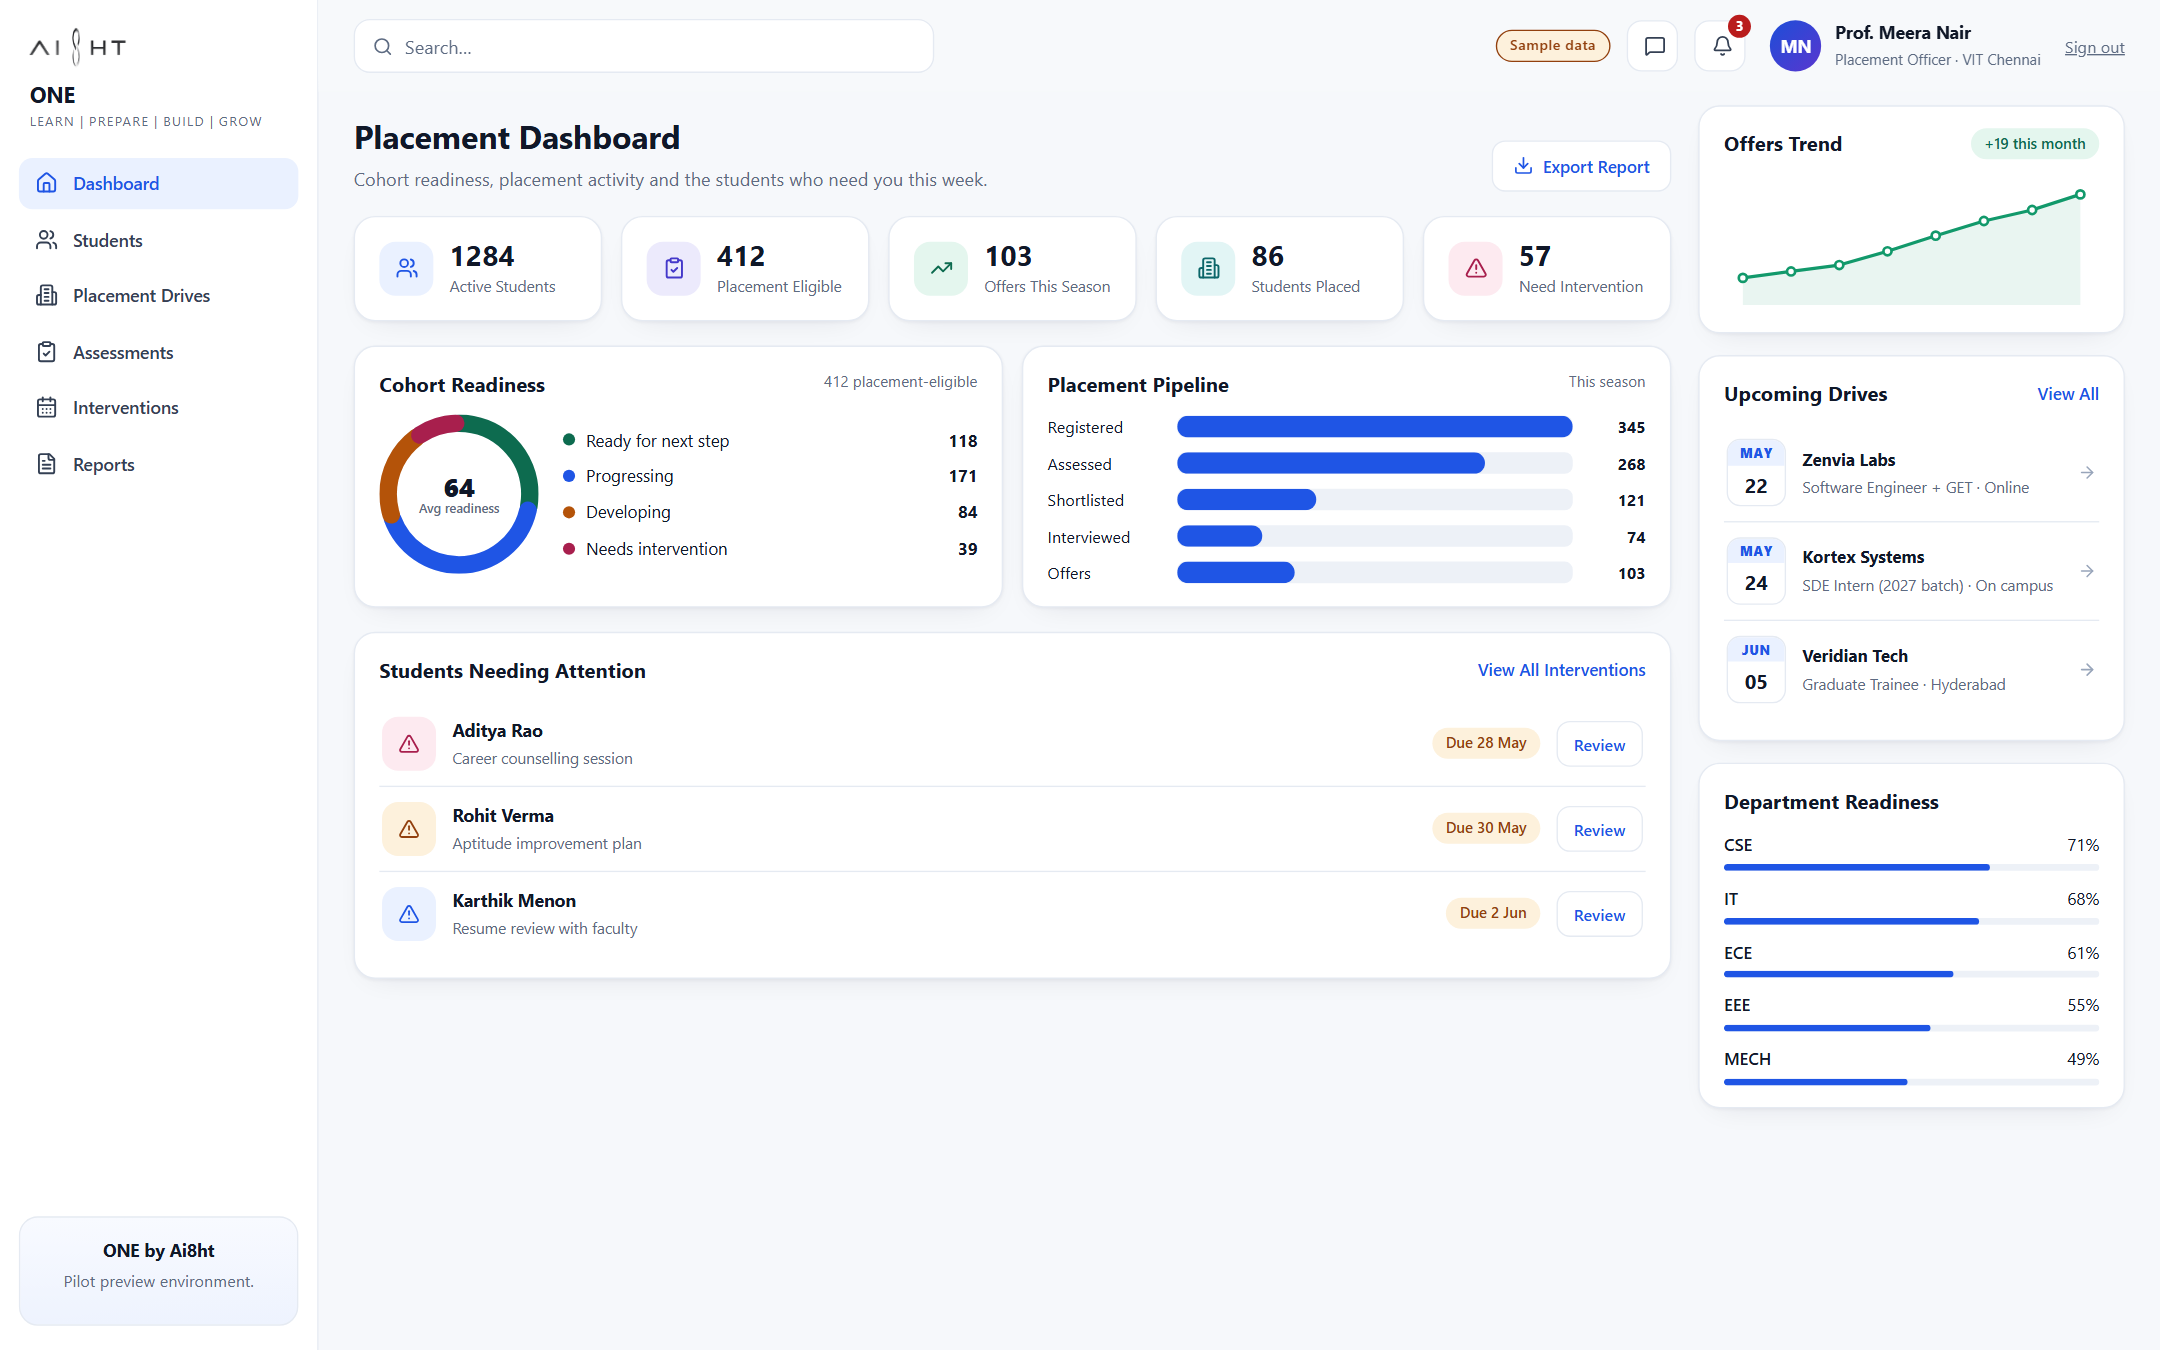 AI8HT
ONE
LEARN | PREPARE | BUILD | GROW
Dashboard
Students
Placement Drives
Assessments
Interventions
Reports
ONE by Ai8ht
Pilot preview environment.
Search...
Sample data
3
MN
Prof. Meera Nair
Placement Officer · VIT Chennai
Sign out
Placement Dashboard
Cohort readiness, placement activity and the students who need you this week.
Export Report
1284
Active Students
412
Placement Eligible
103
Offers This Season
86
Students Placed
57
Need Intervention
Cohort Readiness
412 placement-eligible
64
Avg readiness
Ready for next step 118
Progressing 171
Developing 84
Needs intervention 39
Placement Pipeline
This season
Registered 345
Assessed 268
Shortlisted 121
Interviewed 74
Offers 103
Students Needing Attention
View All Interventions
Aditya Rao
Career counselling session
Due 28 May
Review
Rohit Verma
Aptitude improvement plan
Due 30 May
Review
Karthik Menon
Resume review with faculty
Due 2 Jun
Review
Offers Trend
+19 this month
Upcoming Drives
View All
MAY
22
Zenvia Labs
Software Engineer + GET · Online
MAY
24
Kortex Systems
SDE Intern (2027 batch) · On campus
JUN
05
Veridian Tech
Graduate Trainee · Hyderabad
Department Readiness
CSE 71%
IT 68%
ECE 61%
EEE 55%
MECH 49%